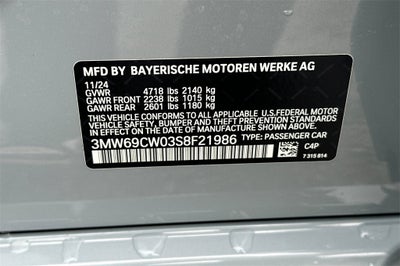 MFD BY BAYERISCHE MOTOREN WERKE AG
11/24
GVWR 4718 lbs 2140 kg
GAWR FRONT 2238 lbs 1015 kg
GAWR REAR 2601 lbs 1180 kg
THIS VEHICLE CONFORMS TO ALL APPLICABLE U.S.FEDERAL MOTOR
VEHICLE SAFETY, BUMPER, AND THEFT PREVENTION STANDARDS
IN EFFECT ON THE DATE OF MANUFACTURE SHOWN ABOVE.
3MW69CW03S8F21986 TYPE: PASSENGER CAR
C4P
7 315 814